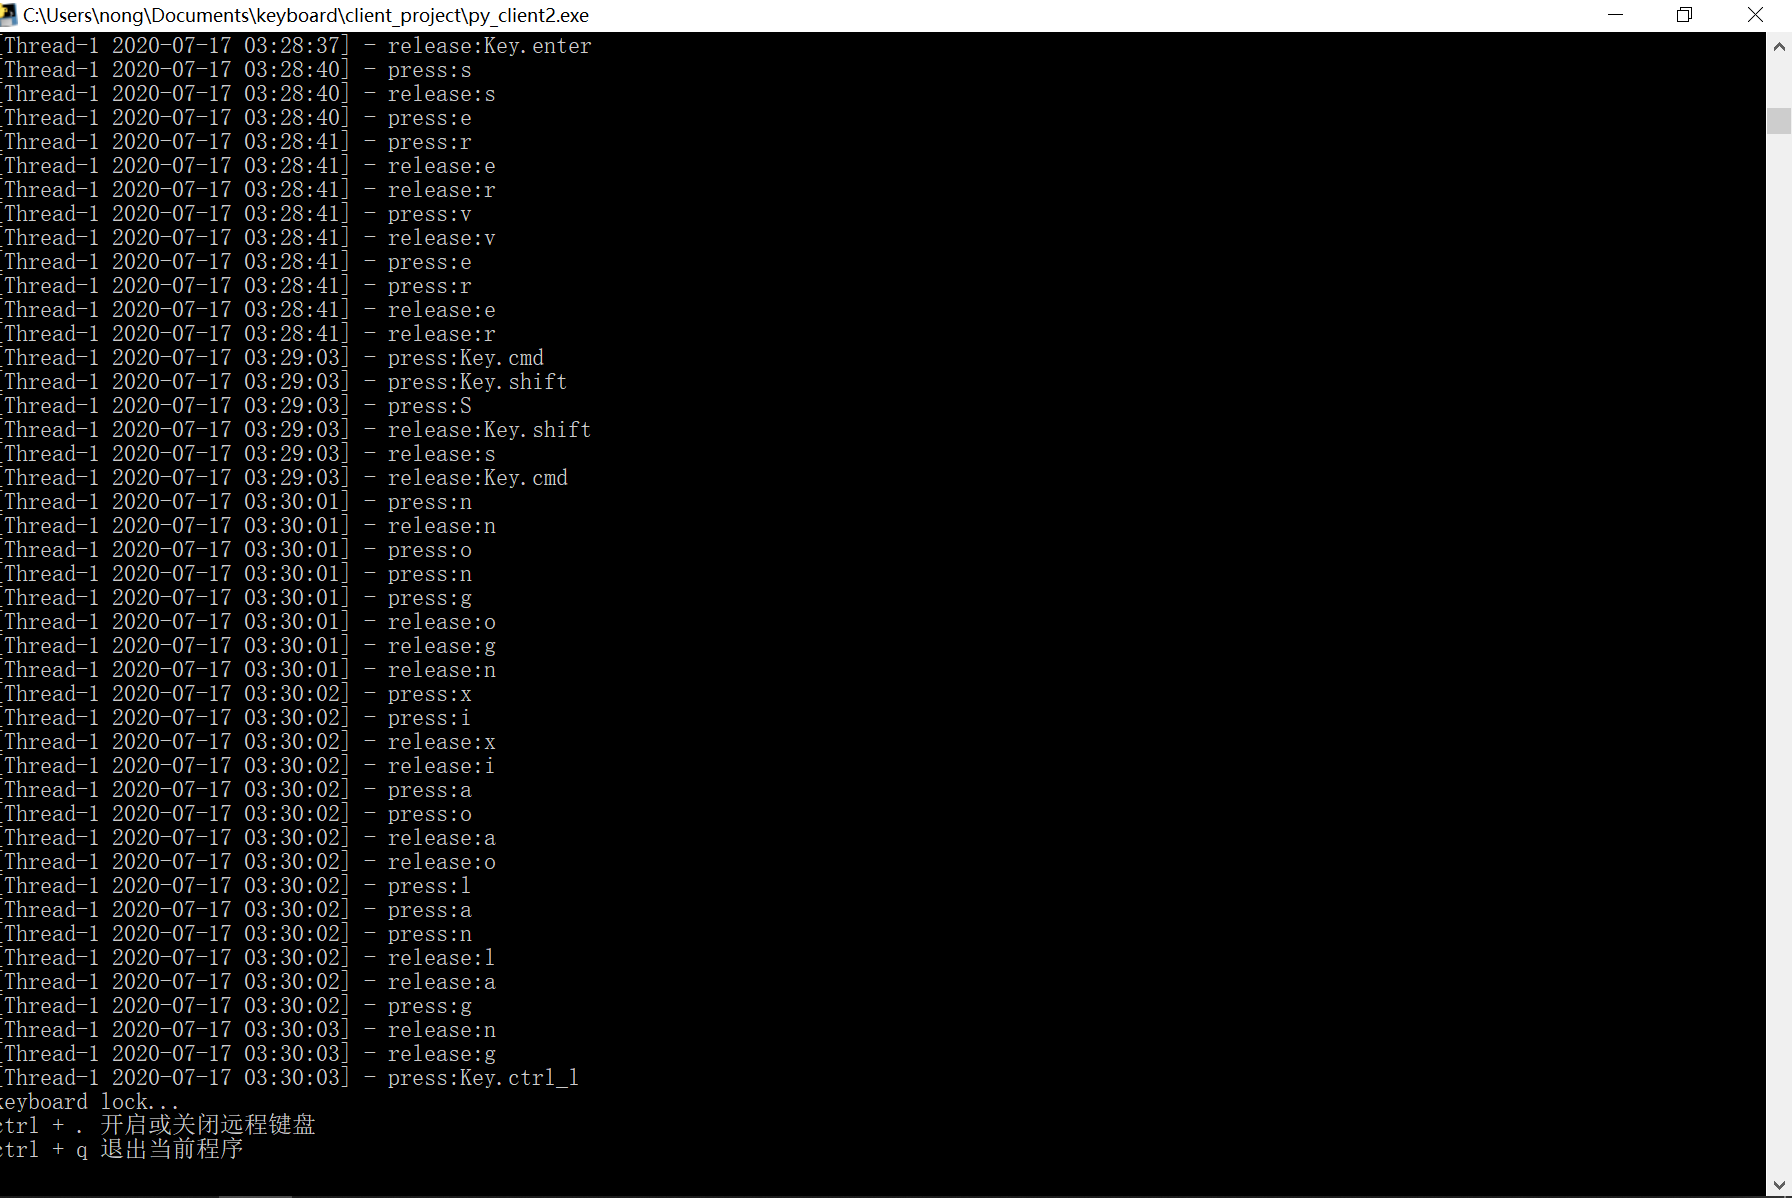 C:\Users\nong\Documents\keyboard\client_project\py_client2.exe
[Thread-1 2020-07-17 03:28:37] - release:Key.enter
[Thread-1 2020-07-17 03:28:40] - press:s
[Thread-1 2020-07-17 03:28:40] - release:s
[Thread-1 2020-07-17 03:28:40] - press:e
[Thread-1 2020-07-17 03:28:41] - press:r
[Thread-1 2020-07-17 03:28:41] - release:e
[Thread-1 2020-07-17 03:28:41] - release:r
[Thread-1 2020-07-17 03:28:41] - press:v
[Thread-1 2020-07-17 03:28:41] - release:v
[Thread-1 2020-07-17 03:28:41] - press:e
[Thread-1 2020-07-17 03:28:41] - press:r
[Thread-1 2020-07-17 03:28:41] - release:e
[Thread-1 2020-07-17 03:28:41] - release:r
[Thread-1 2020-07-17 03:29:03] - press:Key.cmd
[Thread-1 2020-07-17 03:29:03] - press:Key.shift
[Thread-1 2020-07-17 03:29:03] - press:S
[Thread-1 2020-07-17 03:29:03] - release:Key.shift
[Thread-1 2020-07-17 03:29:03] - release:s
[Thread-1 2020-07-17 03:29:03] - release:Key.cmd
[Thread-1 2020-07-17 03:30:01] - press:n
[Thread-1 2020-07-17 03:30:01] - release:n
[Thread-1 2020-07-17 03:30:01] - press:o
[Thread-1 2020-07-17 03:30:01] - press:n
[Thread-1 2020-07-17 03:30:01] - press:g
[Thread-1 2020-07-17 03:30:01] - release:o
[Thread-1 2020-07-17 03:30:01] - release:g
[Thread-1 2020-07-17 03:30:01] - release:n
[Thread-1 2020-07-17 03:30:02] - press:x
[Thread-1 2020-07-17 03:30:02] - press:i
[Thread-1 2020-07-17 03:30:02] - release:x
[Thread-1 2020-07-17 03:30:02] - release:i
[Thread-1 2020-07-17 03:30:02] - press:a
[Thread-1 2020-07-17 03:30:02] - press:o
[Thread-1 2020-07-17 03:30:02] - release:a
[Thread-1 2020-07-17 03:30:02] - release:o
[Thread-1 2020-07-17 03:30:02] - press:l
[Thread-1 2020-07-17 03:30:02] - press:a
[Thread-1 2020-07-17 03:30:02] - press:n
[Thread-1 2020-07-17 03:30:02] - release:l
[Thread-1 2020-07-17 03:30:02] - release:a
[Thread-1 2020-07-17 03:30:02] - press:g
[Thread-1 2020-07-17 03:30:03] - release:n
[Thread-1 2020-07-17 03:30:03] - release:g
[Thread-1 2020-07-17 03:30:03] - press:Key.ctrl_l
keyboard lock...
ctrl + . 开启或关闭远程键盘
ctrl + q 退出当前程序